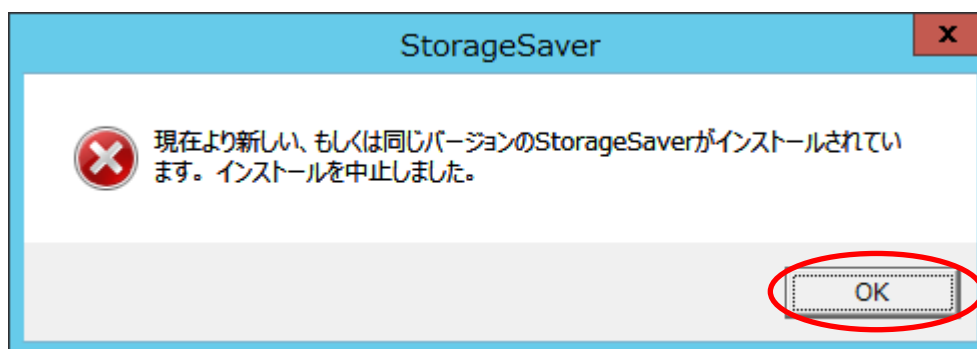 StorageSaver
x
現在より新しい、もしくは同じバージョンのStorageSaverがインストールされてい
ます。インストールを中止しました。
OK